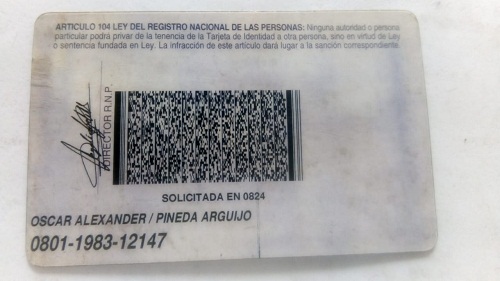 ARTICULO 104 LEY DEL REGISTRO NACIONAL DE LAS PERSONAS: Ninguna autoridad o persona
particular podrá privar de la tenencia de la Tarjeta de Identidad a otra persona, sino en virtud de Ley
o sentencia fundada en Ley. La infracción de este artículo dará lugar a la sanción correspondiente.
DIRECTOR R.N.P.
SOLICITADA EN 0824
OSCAR ALEXANDER / PINEDA ARGUIJO
0801-1983-12147